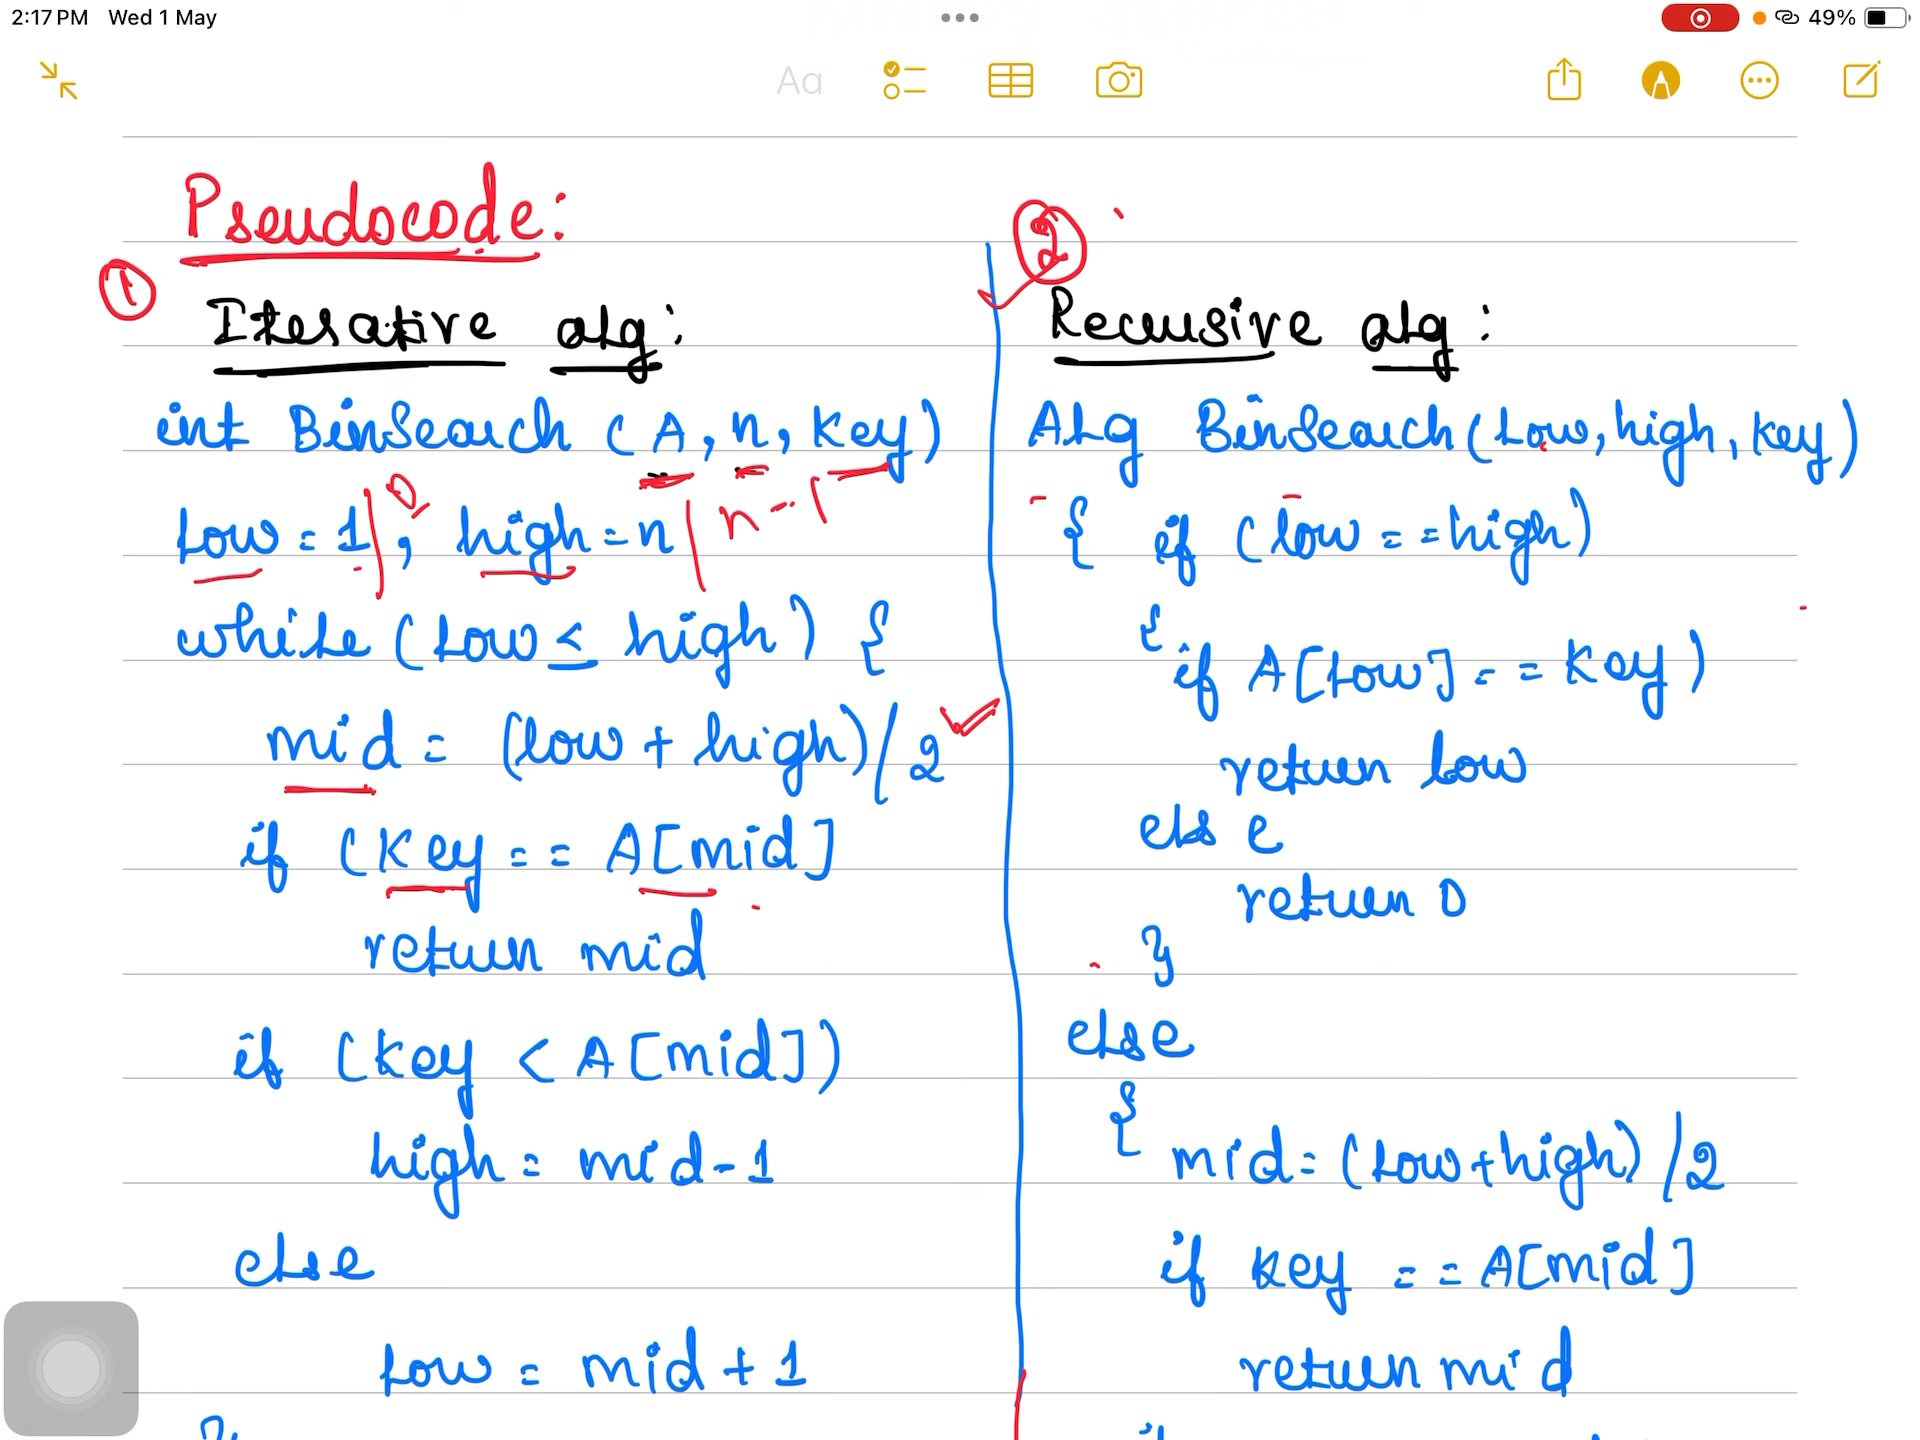 2:17 PM Wed 1 May
49%
Aa
Pseudocode:
1
Iterative alg:
int BinSearch (A, n, key)
low = 1 | 0; high = n | n-1
while (low ≤ high) {
mid = (low + high) / 2
if (key == A[mid]
return mid
if (key < A[mid])
high = mid - 1
else
low = mid + 1
}
2
Recursive alg:
Alg BinSearch (low, high, key)
{ if (low == high)
{
if A[low] == key)
return low
else
return 0
}
else
{
mid = (low + high) / 2
if key == A[mid]
return mid